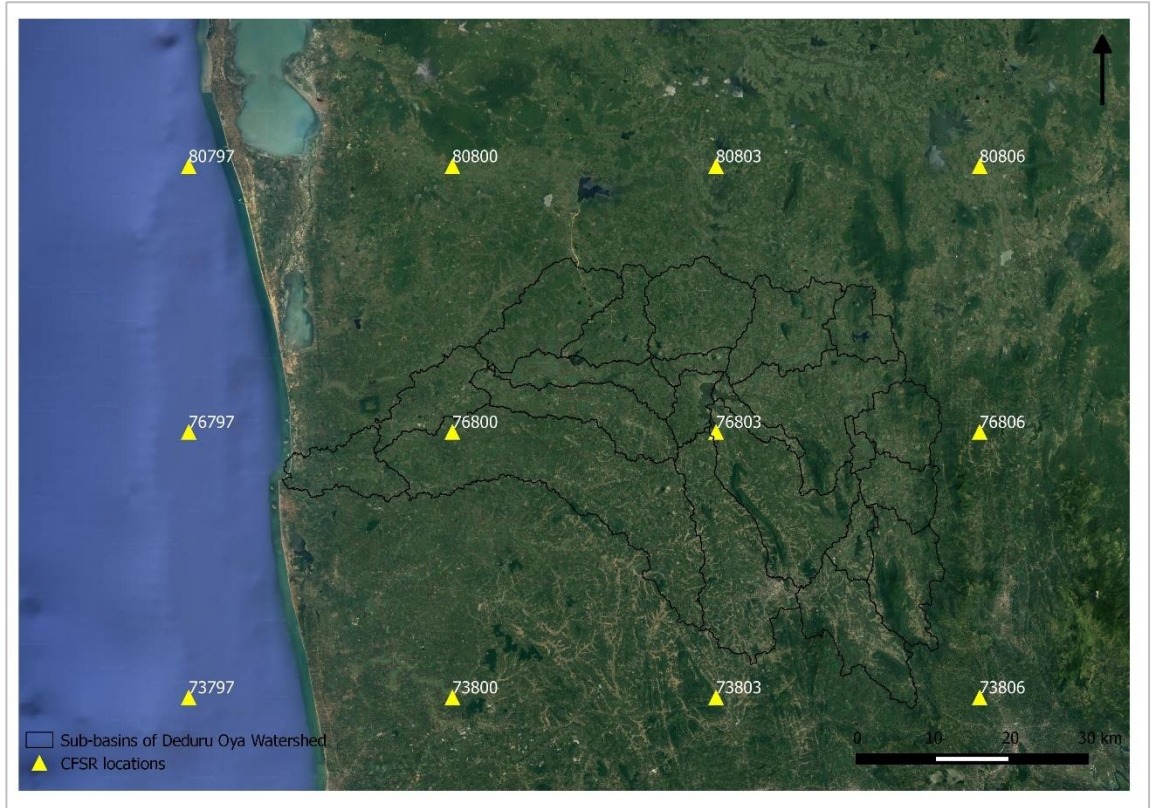 80797 80800 80803 80806
76797 76800 76803 76806
73797 73800 73803 73806
Sub-basins of Deduru Oya Watershed
CFSR locations
0 10 20 30 km